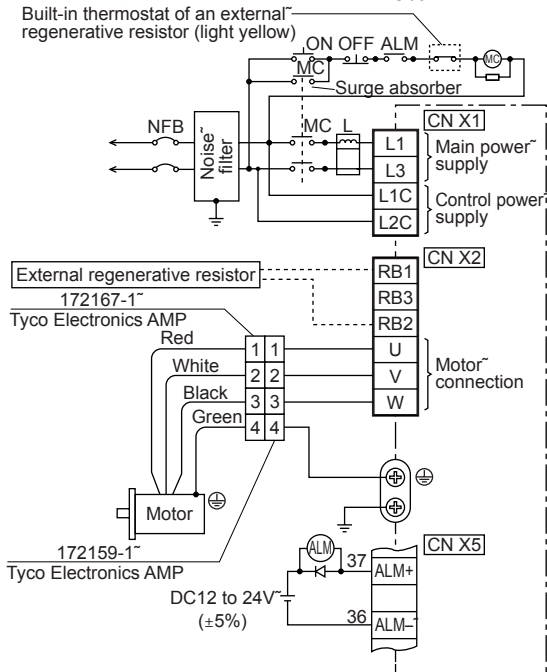 Built-in thermostat of an external~
regenerative resistor (light yellow)
ON OFF ALM
MC
MC
Surge absorber
NFB
Noise~
filter
MC L
CN X1
L1
L3
L1C
L2C
Main power~
supply
Control power~
supply
CN X2
External regenerative resistor
RB1
RB3
RB2
U
V
W
Motor~
connection
172167-1~
Tyco Electronics AMP
Red
White
Black
Green
1 1
2 2
3 3
4 4
Motor
172159-1~
Tyco Electronics AMP
CN X5
ALM
37
ALM+
DC12 to 24V~
(±5%)
36
ALM–~